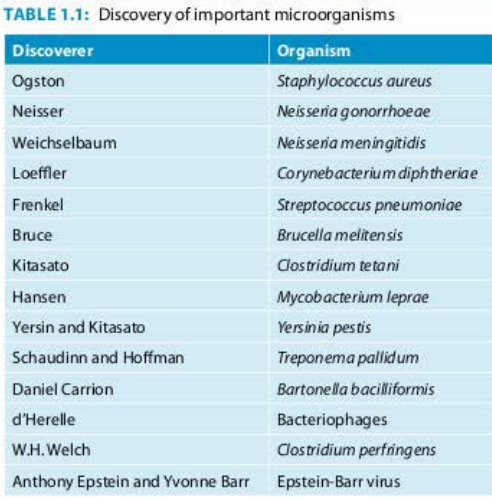 TABLE 1.1: Discovery of important microorganisms
Discoverer Organism
Ogston Staphylococcus aureus
Neisser Neisseria gonorrhoeae
Weichselbaum Neisseria meningitidis
Loeffler Corynebacterium diphtheriae
Frenkel Streptococcus pneumoniae
Bruce Brucella melitensis
Kitasato Clostridium tetani
Hansen Mycobacterium leprae
Yersin and Kitasato Yersinia pestis
Schaudinn and Hoffman Treponema pallidum
Daniel Carrion Bartonella bacilliformis
d'Herelle Bacteriophages
W.H. Welch Clostridium perfringens
Anthony Epstein and Yvonne Barr Epstein-Barr virus